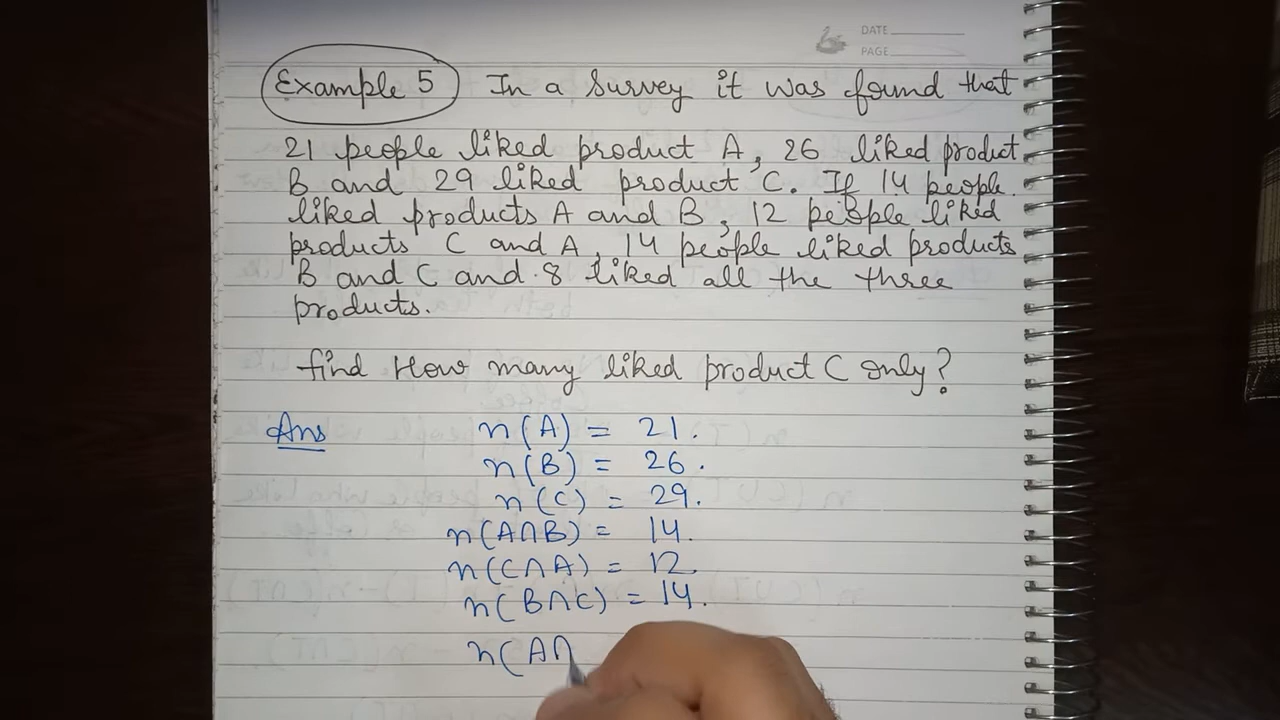 DATE
PAGE
Example 5 In a Survey it was found that
21 people liked product A, 26 liked product
B and 29 liked product C. If 14 people
liked products A and B, 12 people liked
products C and A, 14 people liked products
B and C and 8 liked all the three
products.
find How many liked product C only?
Ans n(A) = 21.
n(B) = 26.
n(C) = 29.
n(A∩B) = 14.
n(C∩A) = 12.
n(B∩C) = 14.
n(A∩